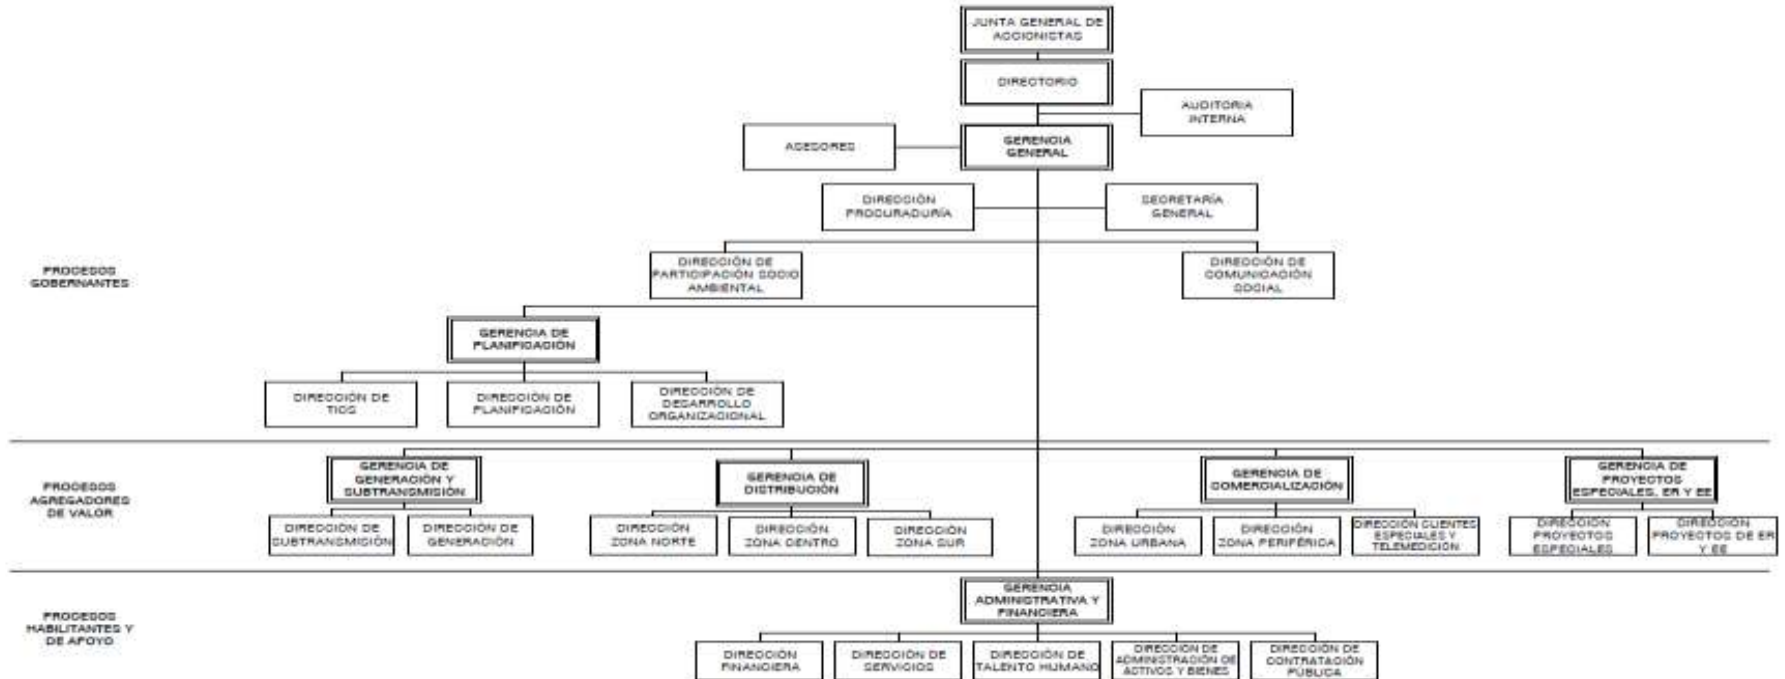 JUNTA GENERAL DE
ACCIONISTAS
DIRECTORIO
AUDITORIA
INTERNA
ASESORES
GERENCIA
GENERAL
DIRECCIÓN
PROCURADURÍA
SECRETARÍA
GENERAL
PROCESOS
GOBERNANTES
DIRECCIÓN DE
PARTICIPACIÓN SOCIO
AMBIENTAL
DIRECCIÓN DE
COMUNICACIÓN
SOCIAL
GERENCIA DE
PLANIFICACIÓN
DIRECCIÓN DE
TICS
DIRECCIÓN DE
PLANIFICACIÓN
DIRECCIÓN DE
DESARROLLO
ORGANIZACIONAL
PROCESOS
AGREGADORES
DE VALOR
GERENCIA DE
GENERACIÓN Y
SUBTRANSMISIÓN
GERENCIA DE
DISTRIBUCIÓN
GERENCIA DE
COMERCIALIZACIÓN
GERENCIA DE
PROYECTOS
ESPECIALES, ER Y EE
DIRECCIÓN DE
SUBTRANSMISIÓN
DIRECCIÓN DE
GENERACIÓN
DIRECCIÓN
ZONA NORTE
DIRECCIÓN
ZONA CENTRO
DIRECCIÓN
ZONA SUR
DIRECCIÓN
ZONA URBANA
DIRECCIÓN
ZONA PERIFÉRICA
DIRECCIÓN CLIENTES
ESPECIALES Y
TELEMEDICIÓN
DIRECCIÓN
PROYECTOS
ESPECIALES
DIRECCIÓN
PROYECTOS DE ER
Y EE
PROCESOS
HABILITANTES Y
DE APOYO
GERENCIA
ADMINISTRATIVA Y
FINANCIERA
DIRECCIÓN
FINANCIERA
DIRECCIÓN DE
SERVICIOS
DIRECCIÓN DE
TALENTO HUMANO
DIRECCIÓN DE
ADMINISTRACIÓN DE
ACTIVOS Y BIENES
DIRECCIÓN DE
CONTRATACIÓN
PÚBLICA